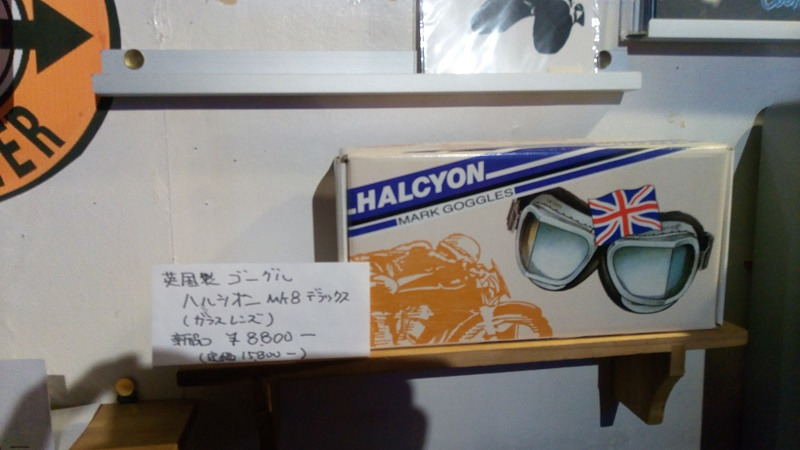 HALCYON
MARK GOGGLES
英国製 ゴーグル
ハルシオン MK8 デラックス
(ガラスレンズ)
新品 ¥8800ー
(定価15800ー)